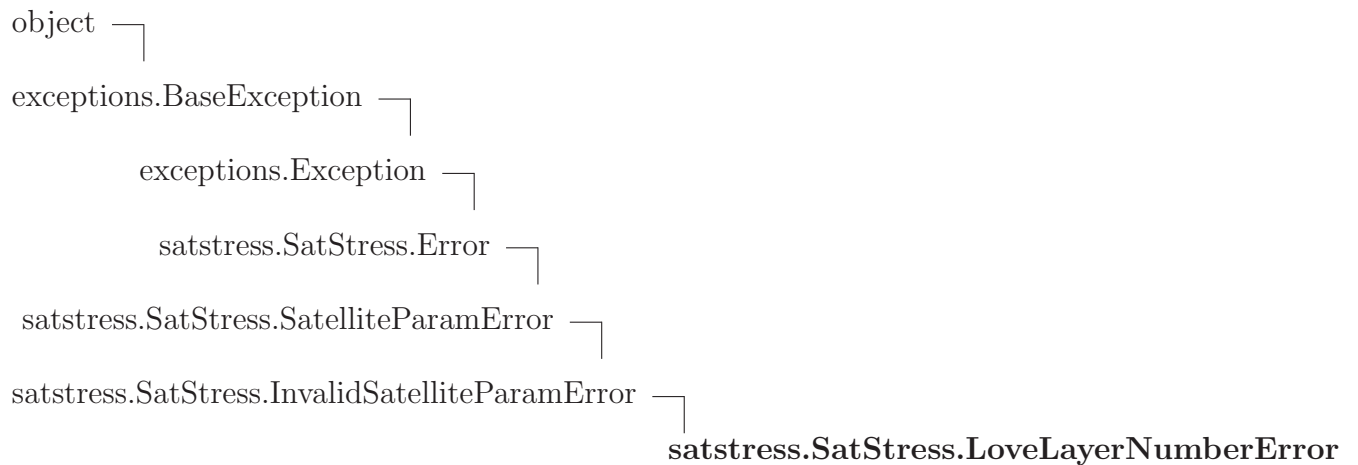 object
exceptions.BaseException
exceptions.Exception
satstress.SatStress.Error
satstress.SatStress.SatelliteParamError
satstress.SatStress.InvalidSatelliteParamError
satstress.SatStress.LoveLayerNumberError